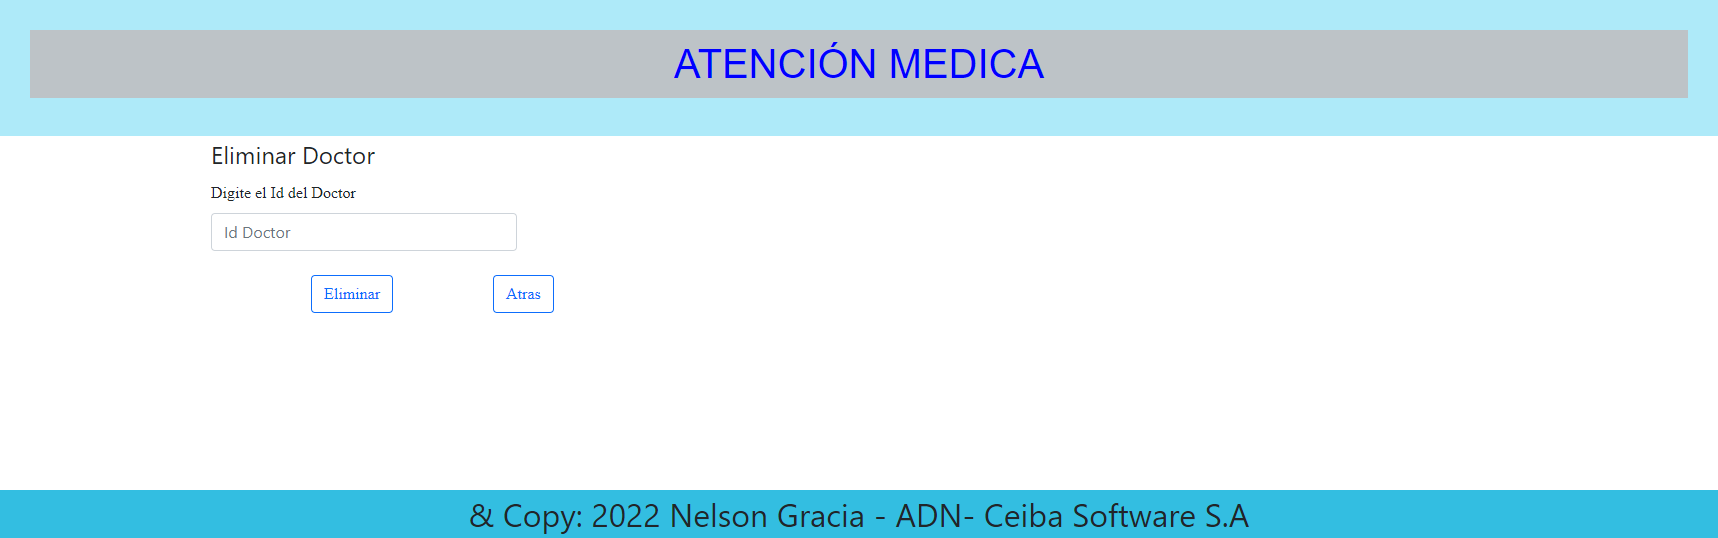 ATENCIÓN MEDICA
Eliminar Doctor
Digite el Id del Doctor
Id Doctor
Eliminar
Atras
& Copy: 2022 Nelson Gracia - ADN- Ceiba Software S.A